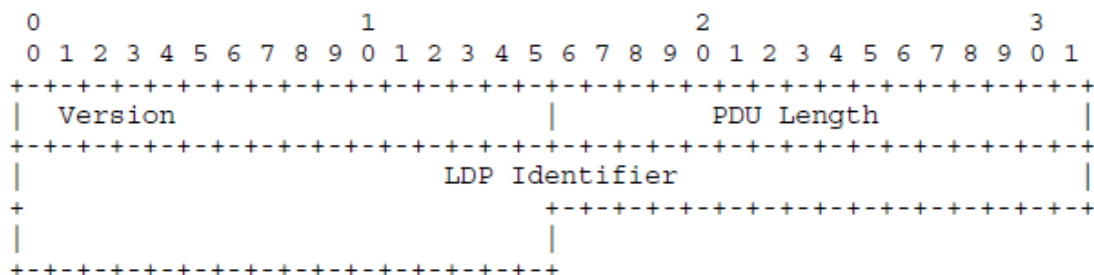 0                   1                   2                   3
 0 1 2 3 4 5 6 7 8 9 0 1 2 3 4 5 6 7 8 9 0 1 2 3 4 5 6 7 8 9 0 1
+-+-+-+-+-+-+-+-+-+-+-+-+-+-+-+-+-+-+-+-+-+-+-+-+-+-+-+-+-+-+-+-+
|  Version                      |         PDU Length            |
+-+-+-+-+-+-+-+-+-+-+-+-+-+-+-+-+-+-+-+-+-+-+-+-+-+-+-+-+-+-+-+-+
|                         LDP Identifier                        |
+                               +-+-+-+-+-+-+-+-+-+-+-+-+-+-+-+-+
|                               |
+-+-+-+-+-+-+-+-+-+-+-+-+-+-+-+-+